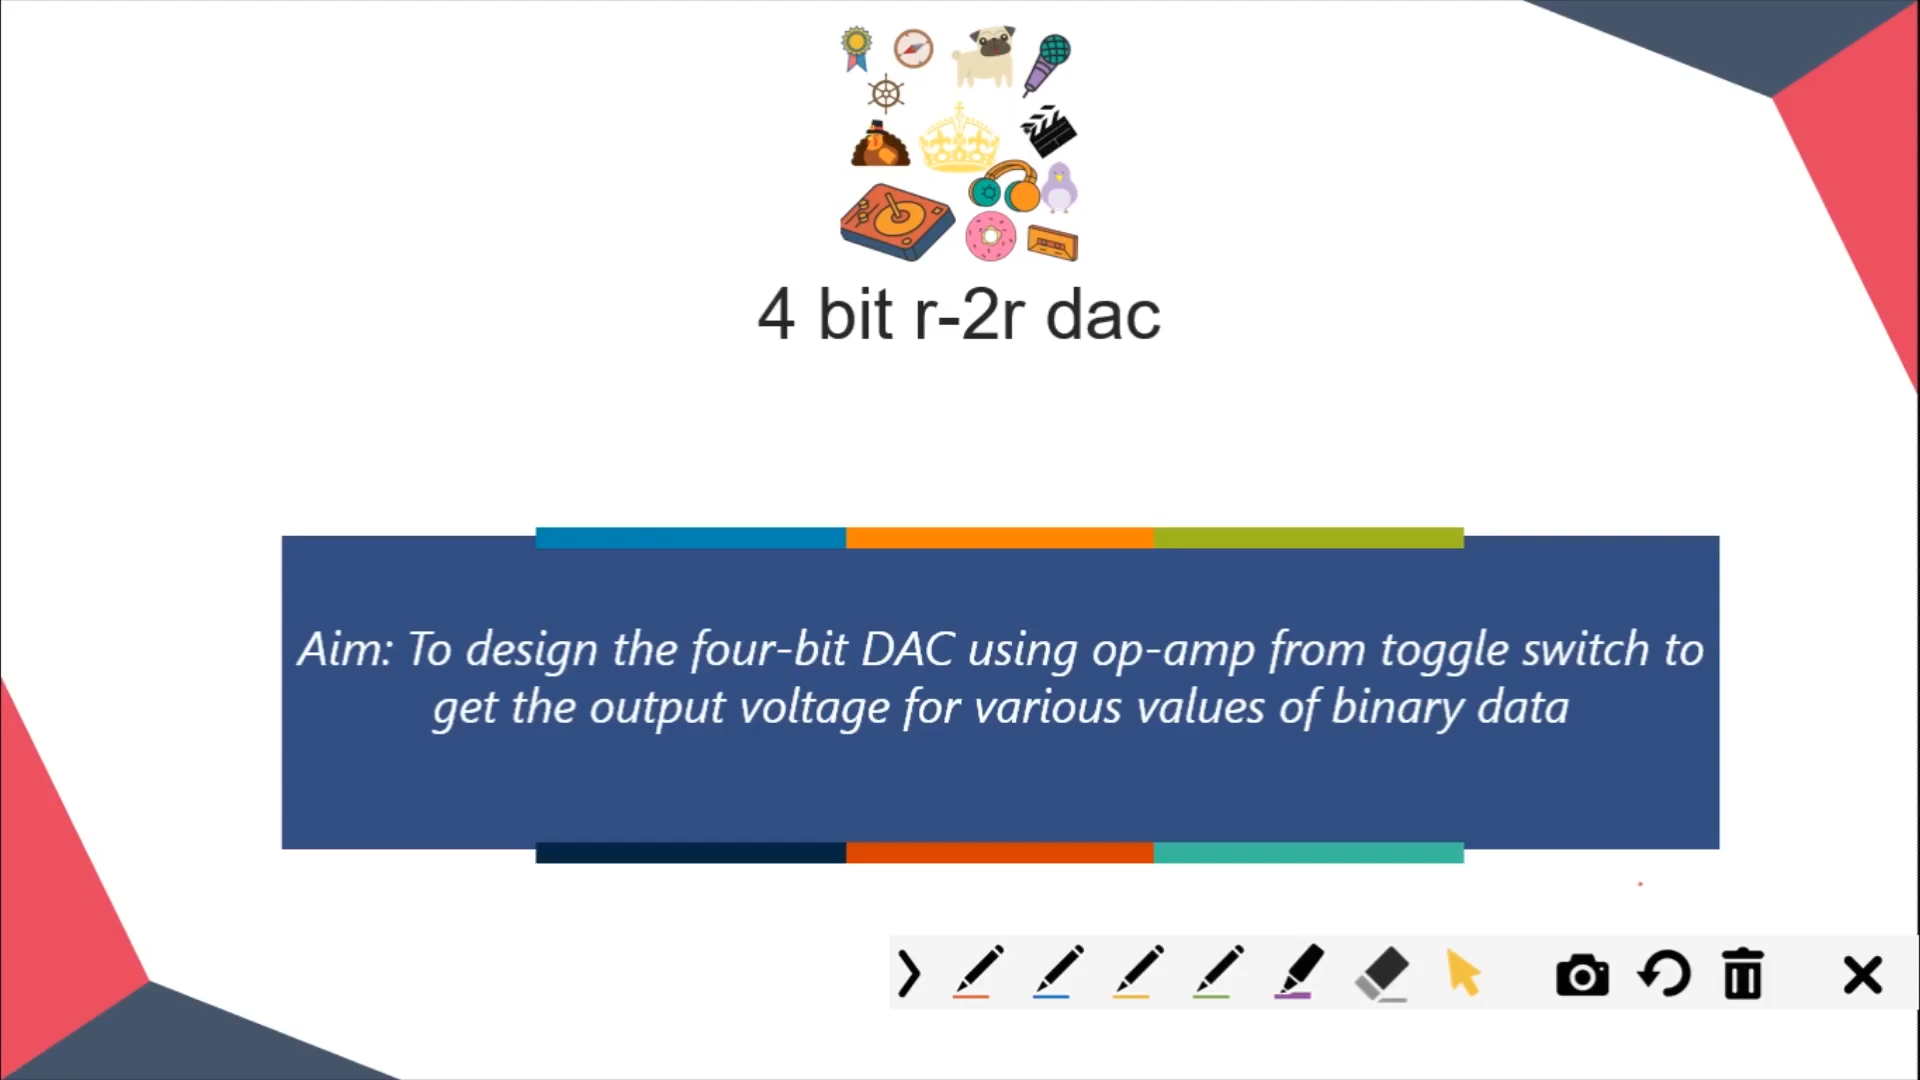 4 bit r-2r dac
Aim: To design the four-bit DAC using op-amp from toggle switch to
get the output voltage for various values of binary data